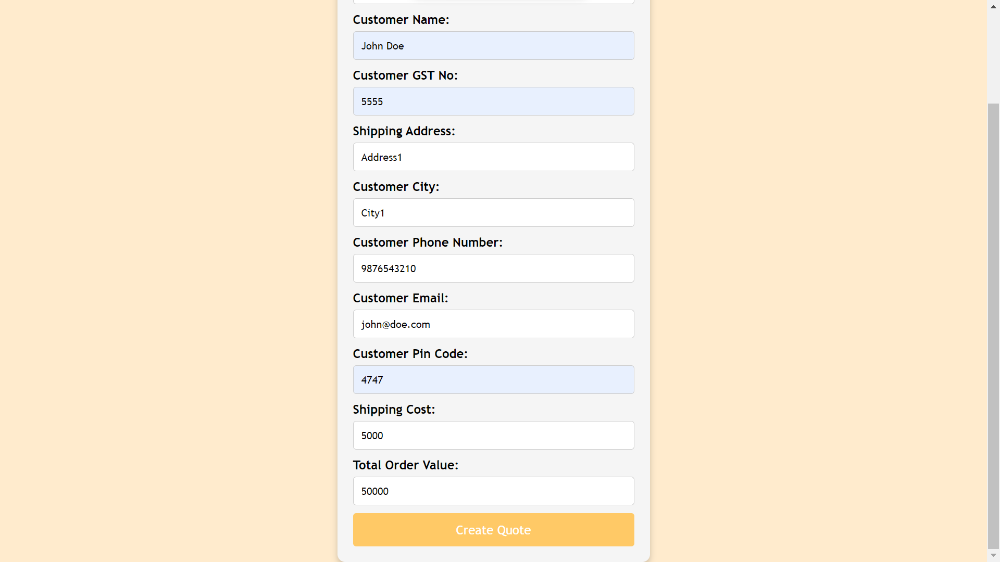 Customer Name:
John Doe
Customer GST No:
5555
Shipping Address:
Address1
Customer City:
City1
Customer Phone Number:
9876543210
Customer Email:
john@doe.com
Customer Pin Code:
4747
Shipping Cost:
5000
Total Order Value:
50000
Create Quote